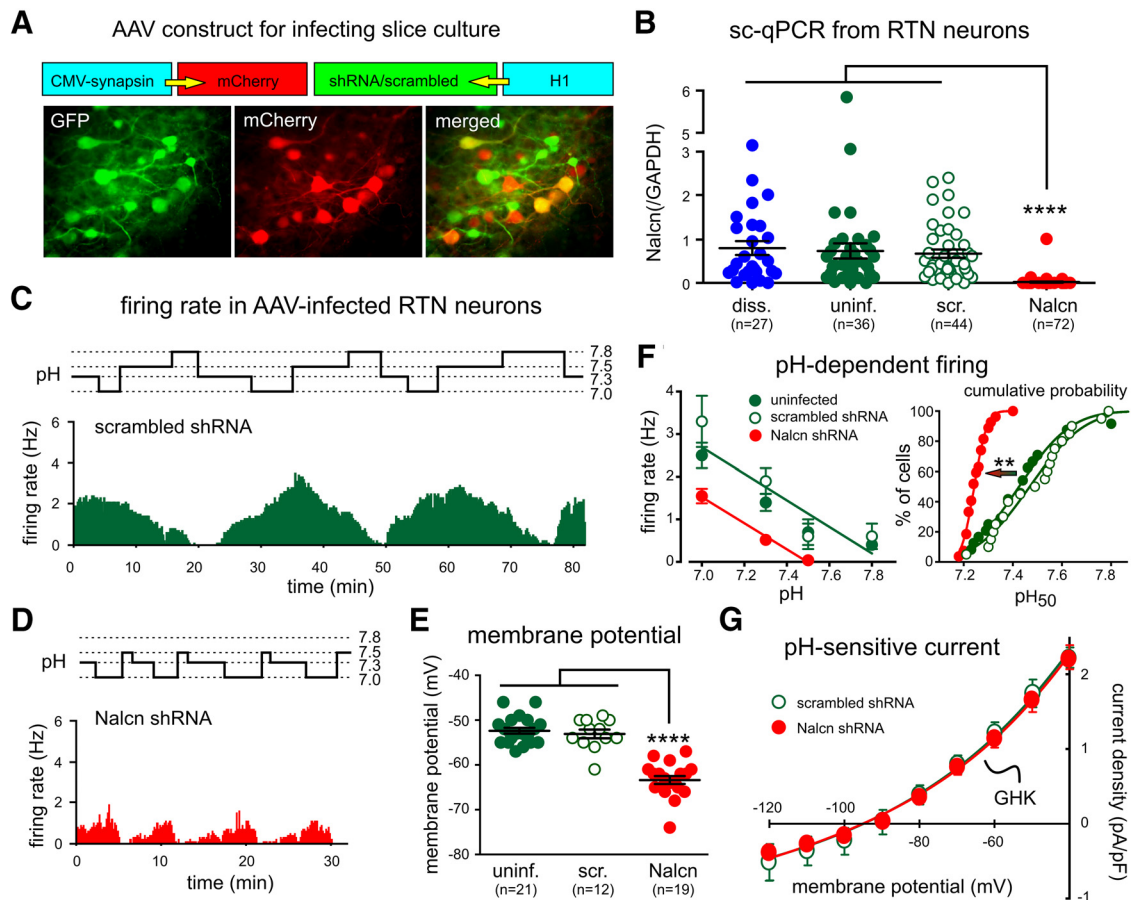 A
AAV construct for infecting slice culture
CMV-synapsin mCherry shRNA/scrambled H1
GFP mCherry merged
B
sc-qPCR from RTN neurons
Nalcn(/GAPDH)
6
5
3
2
1
0
****
diss. uninf. scr. Nalcn
(n=27) (n=36) (n=44) (n=72)
C
firing rate in AAV-infected RTN neurons
pH
7.8
7.5
7.3
7.0
scrambled shRNA
firing rate (Hz)
6
4
2
0
0 10 20 30 40 50 60 70 80
time (min)
D
pH
7.8
7.5
7.3
7.0
Nalcn shRNA
firing rate (Hz)
6
4
2
0
0 10 20 30
time (min)
E
membrane potential
membrane potential (mV)
-40
-50
-60
-70
-80
****
uninf. scr. Nalcn
(n=21) (n=12) (n=19)
F
pH-dependent firing
uninfected
scrambled shRNA
Nalcn shRNA
firing rate (Hz)
4
3
2
1
0
7.0 7.2 7.4 7.6 7.8
pH
cumulative probability
% of cells
100
80
60
40
20
0
**
7.2 7.4 7.6 7.8
pH50
G
pH-sensitive current
scrambled shRNA
Nalcn shRNA
GHK
-120 -100 -80 -60
membrane potential (mV)
2
1
0
-1
current density (pA/pF)